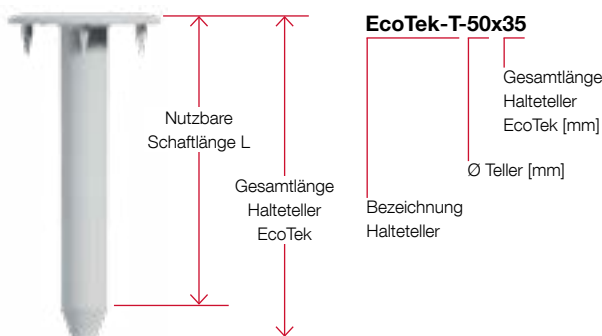 Nutzbare
Schaftlänge L
Gesamtlänge
Halteteller
EcoTek
EcoTek-T-50x35
Gesamtlänge
Halteteller
EcoTek [mm]
Ø Teller [mm]
Bezeichnung
Halteteller